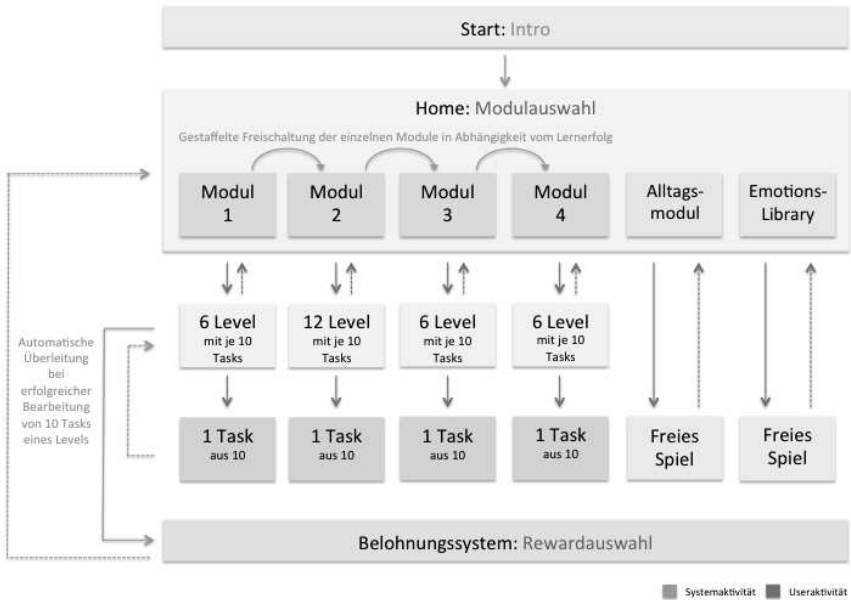 Start: Intro
Home: Modulauswahl
Gestaffelte Freischaltung der einzelnen Module in Abhängigkeit vom Lernerfolg
Modul
1
Modul
2
Modul
3
Modul
4
Alltags-
modul
Emotions-
Library
6 Level
mit je 10
Tasks
12 Level
mit je 10
Tasks
6 Level
mit je 10
Tasks
6 Level
mit je 10
Tasks
Automatische
Überleitung
bei
erfolgreicher
Bearbeitung
von 10 Tasks
eines Levels
1 Task
aus 10
1 Task
aus 10
1 Task
aus 10
1 Task
aus 10
Freies
Spiel
Freies
Spiel
Belohnungssystem: Rewardauswahl
Systemaktivität
Useraktivität